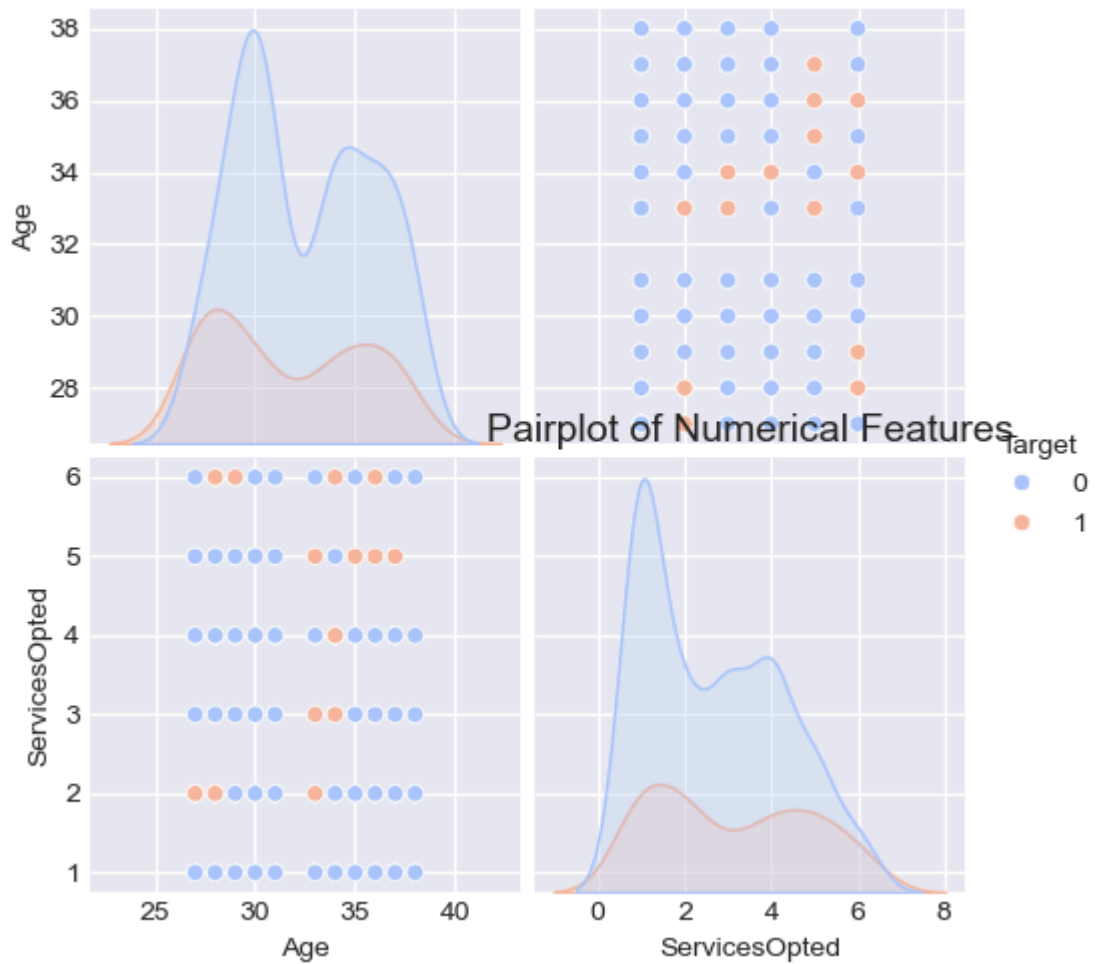 38
36
34
32
30
28
Age
Pairplot of Numerical Features
Target
0
1
6
5
4
3
2
1
ServicesOpted
25 30 35 40
0 2 4 6 8
Age
ServicesOpted